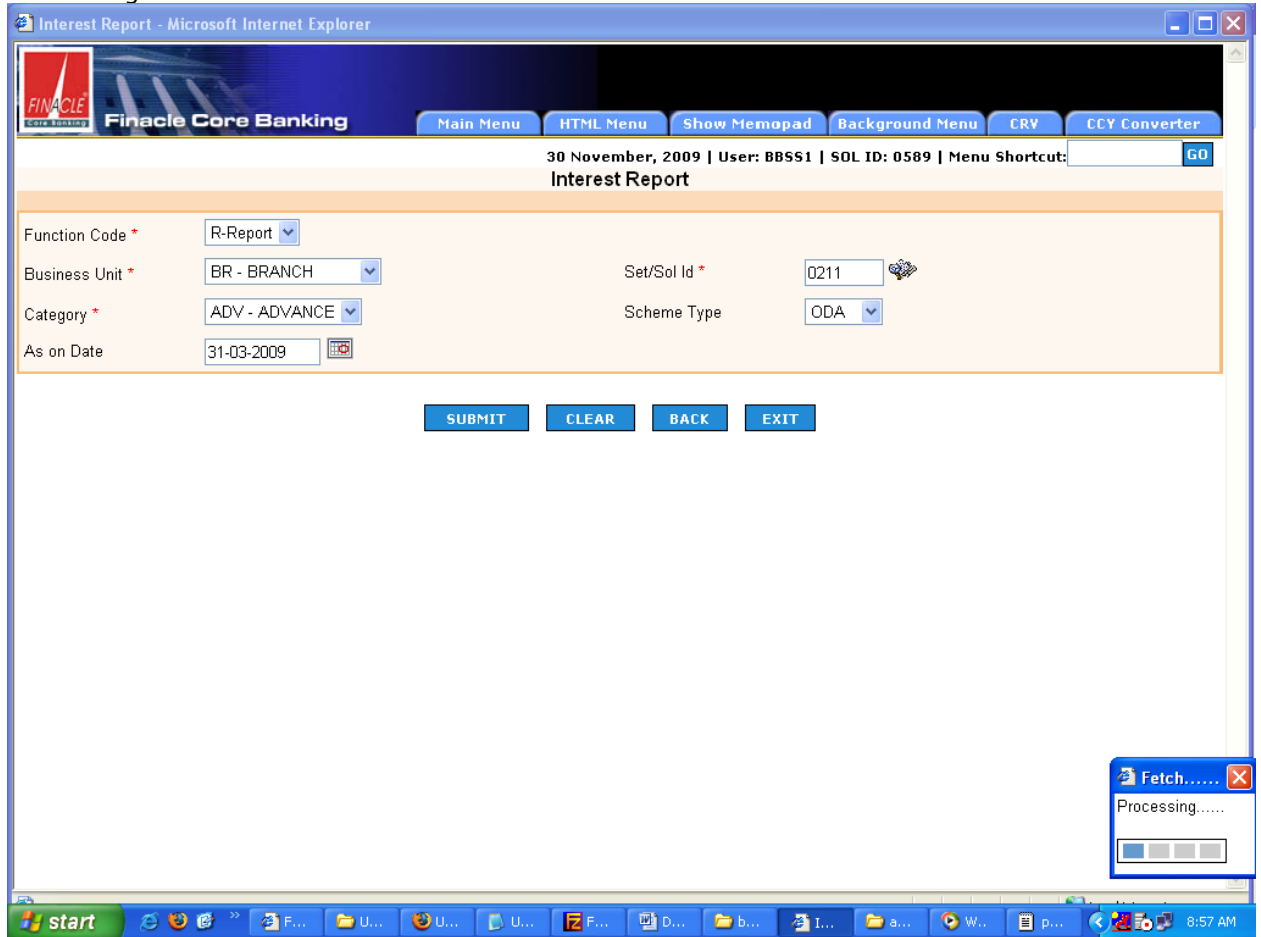 Interest Report - Microsoft Internet Explorer
FINACLE
Core Banking
Finacle Core Banking
Main Menu HTML Menu Show Memopad Background Menu CRV CCY Converter
30 November, 2009 | User: BBSS1 | SOL ID: 0589 | Menu Shortcut: GO
Interest Report
Function Code * R-Report
Business Unit * BR - BRANCH Set/Sol Id * 0211
Category * ADV - ADVANCE Scheme Type ODA
As on Date 31-03-2009
SUBMIT CLEAR BACK EXIT
Fetch......
Processing......
start F... U... U... U... F... D... b... I... a... W... p... 8:57 AM